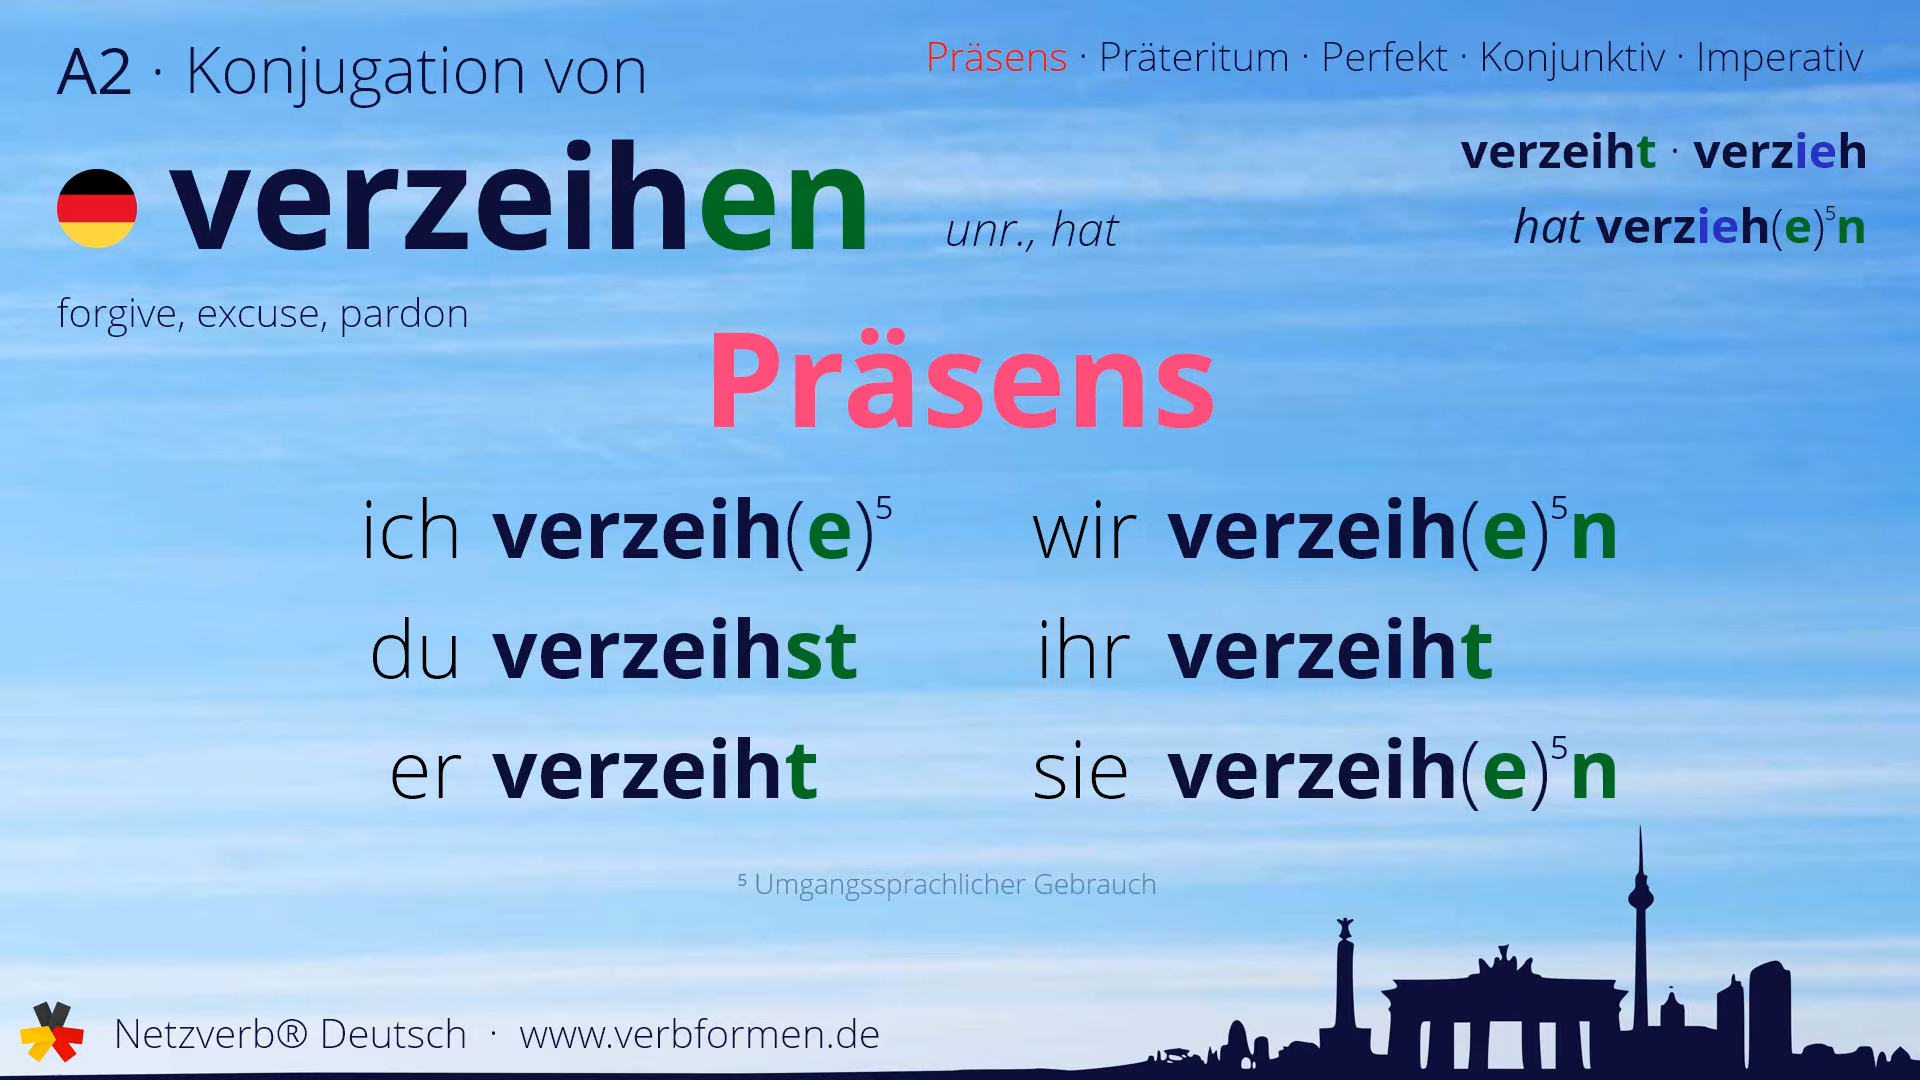 A2 · Konjugation von
Präsens · Präteritum · Perfekt · Konjunktiv · Imperativ
verzeihen unr., hat
verzeiht · verzieh
hat verzieh(e)⁵n
forgive, excuse, pardon
Präsens
ich verzeih(e)⁵
wir verzeih(e)⁵n
du verzeihst
ihr verzeiht
er verzeiht
sie verzeih(e)⁵n
⁵ Umgangssprachlicher Gebrauch
Netzverb® Deutsch · www.verbformen.de